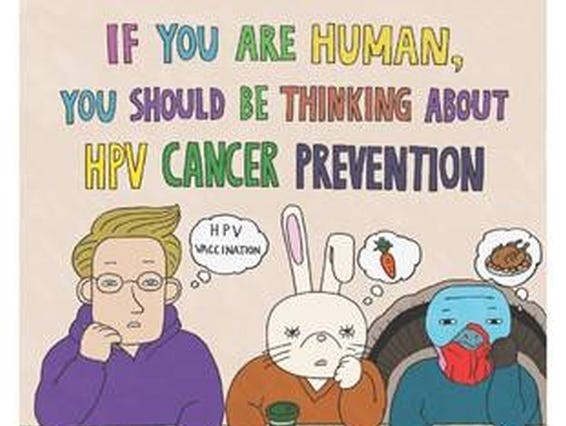 IF YOU ARE HUMAN,
YOU SHOULD BE THINKING ABOUT
HPV CANCER PREVENTION
HPV
VACCINATION